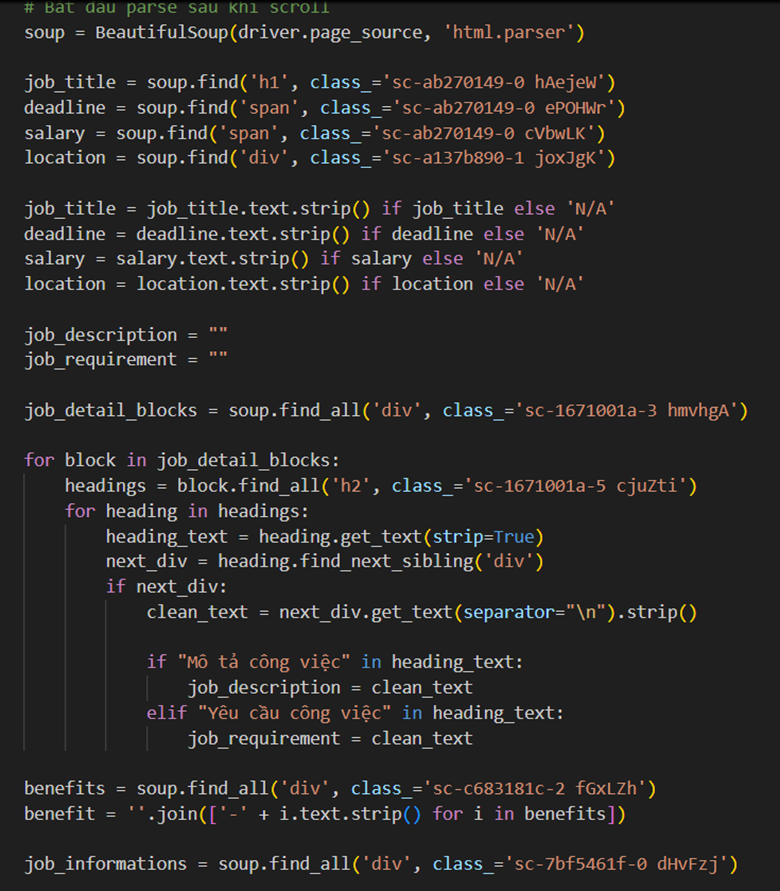 # Bắt đầu parse sau khi scroll
soup = BeautifulSoup(driver.page_source, 'html.parser')
job_title = soup.find('h1', class_='sc-ab270149-0 hAejeW')
deadline = soup.find('span', class_='sc-ab270149-0 ePOHWr')
salary = soup.find('span', class_='sc-ab270149-0 cVbwLK')
location = soup.find('div', class_='sc-a137b890-1 joxJgK')
job_title = job_title.text.strip() if job_title else 'N/A'
deadline = deadline.text.strip() if deadline else 'N/A'
salary = salary.text.strip() if salary else 'N/A'
location = location.text.strip() if location else 'N/A'
job_description = ""
job_requirement = ""
job_detail_blocks = soup.find_all('div', class_='sc-1671001a-3 hmvhgA')
for block in job_detail_blocks:
    headings = block.find_all('h2', class_='sc-1671001a-5 cjuZti')
    for heading in headings:
        heading_text = heading.get_text(strip=True)
        next_div = heading.find_next_sibling('div')
        if next_div:
            clean_text = next_div.get_text(separator="\n").strip()
            if "Mô tả công việc" in heading_text:
                job_description = clean_text
            elif "Yêu cầu công việc" in heading_text:
                job_requirement = clean_text
benefits = soup.find_all('div', class_='sc-c683181c-2 fGxLZh')
benefit = ''.join(['-' + i.text.strip() for i in benefits])
job_informations = soup.find_all('div', class_='sc-7bf5461f-0 dHvFzj')